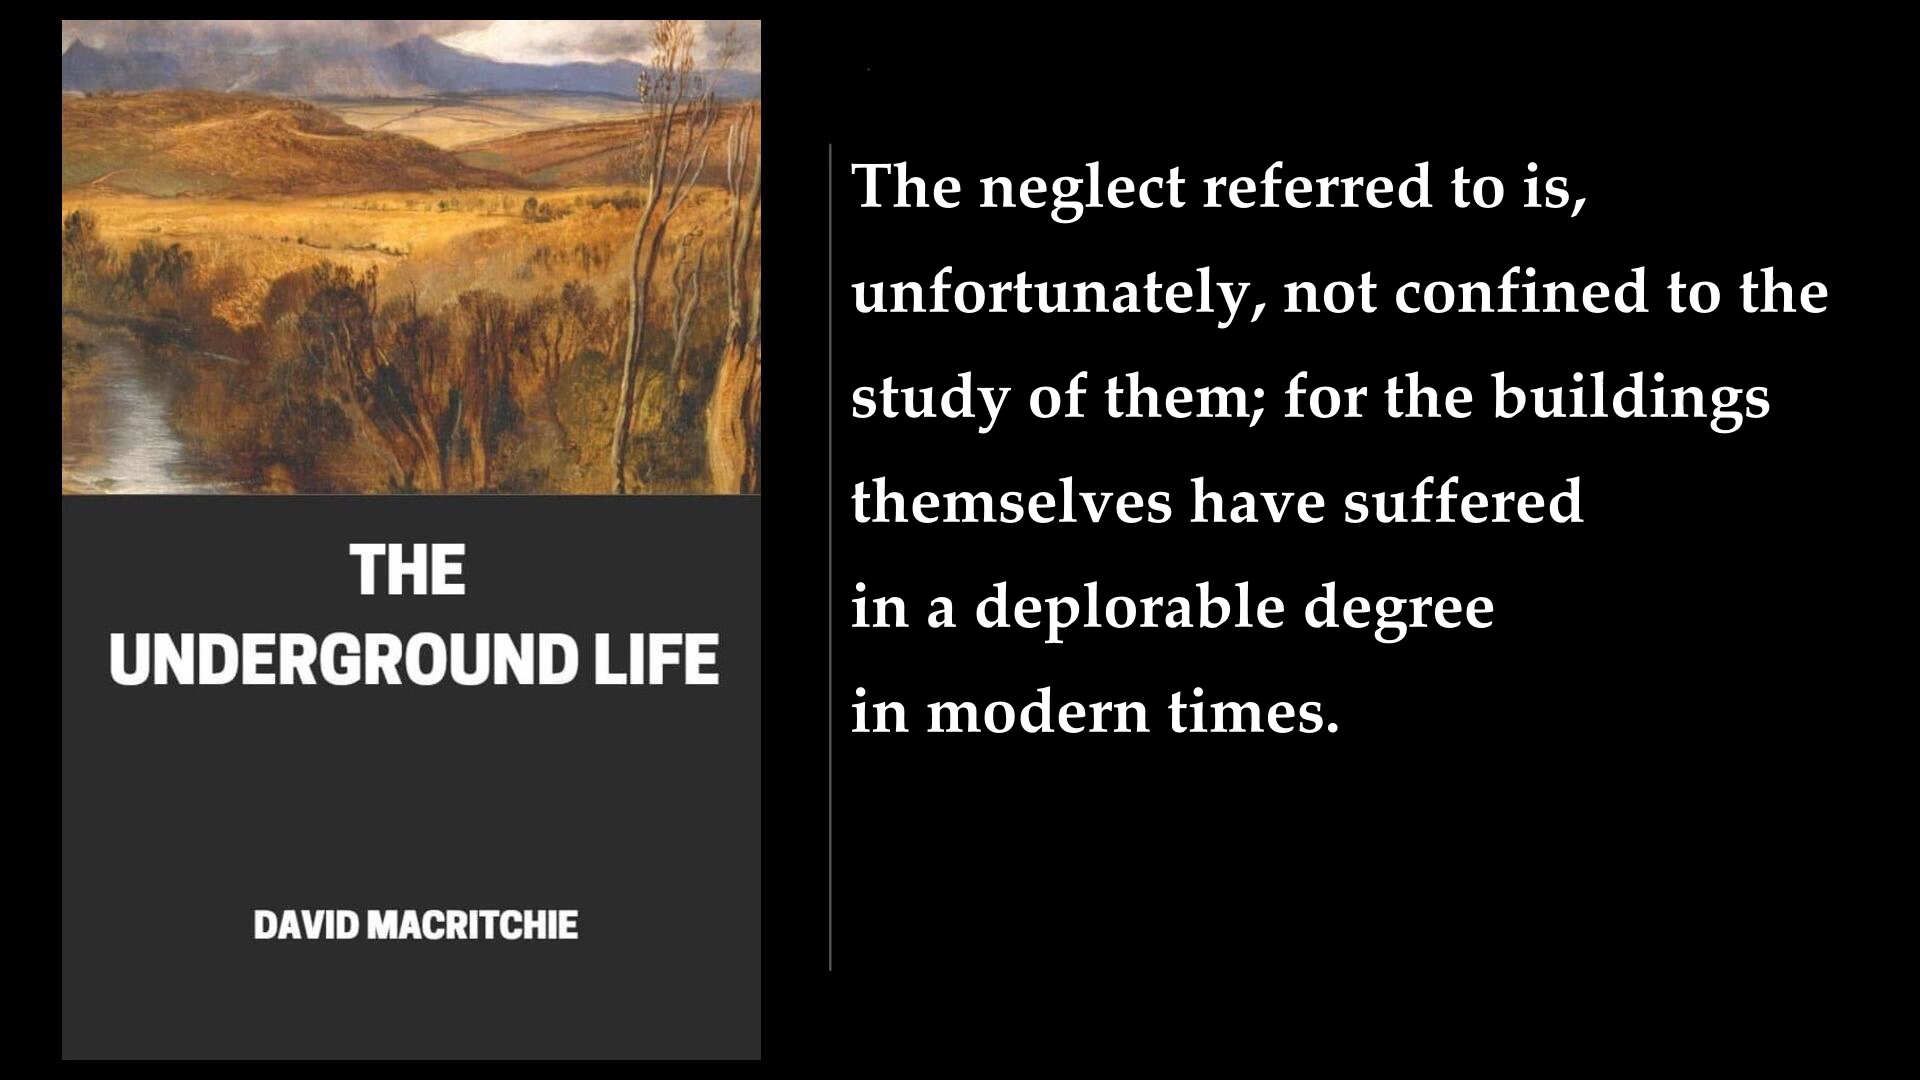 THE
UNDERGROUND LIFE
DAVID MACRITCHIE
The neglect referred to is,
unfortunately, not confined to the
study of them; for the buildings
themselves have suffered
in a deplorable degree
in modern times.